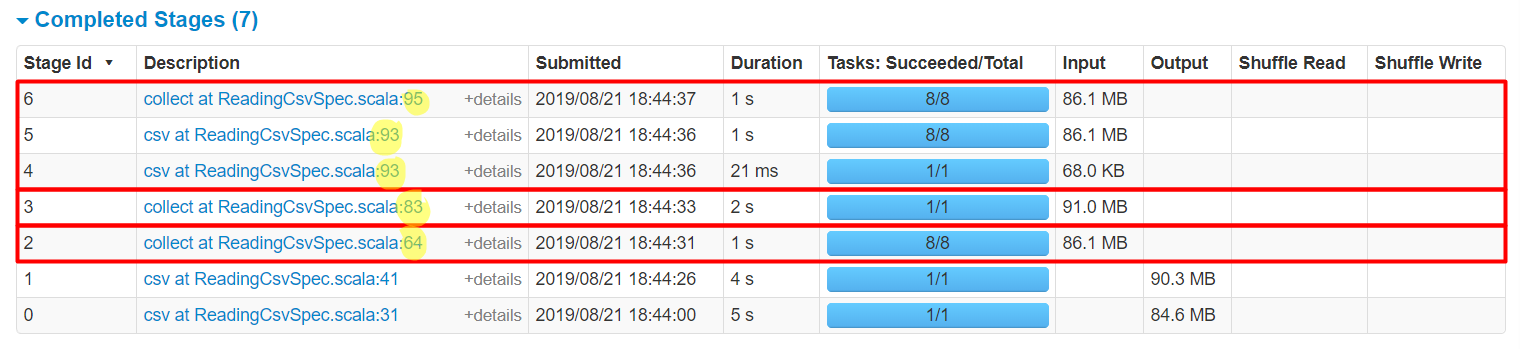 Completed Stages (7)
Stage Id Description Submitted Duration Tasks: Succeeded/Total Input Output Shuffle Read Shuffle Write
6 collect at ReadingCsvSpec.scala:95 +details 2019/08/21 18:44:37 1 s 8/8 86.1 MB
5 csv at ReadingCsvSpec.scala:93 +details 2019/08/21 18:44:36 1 s 8/8 86.1 MB
4 csv at ReadingCsvSpec.scala:93 +details 2019/08/21 18:44:36 21 ms 1/1 68.0 KB
3 collect at ReadingCsvSpec.scala:83 +details 2019/08/21 18:44:33 2 s 1/1 91.0 MB
2 collect at ReadingCsvSpec.scala:64 +details 2019/08/21 18:44:31 1 s 8/8 86.1 MB
1 csv at ReadingCsvSpec.scala:41 +details 2019/08/21 18:44:26 4 s 1/1 90.3 MB
0 csv at ReadingCsvSpec.scala:31 +details 2019/08/21 18:44:00 5 s 1/1 84.6 MB